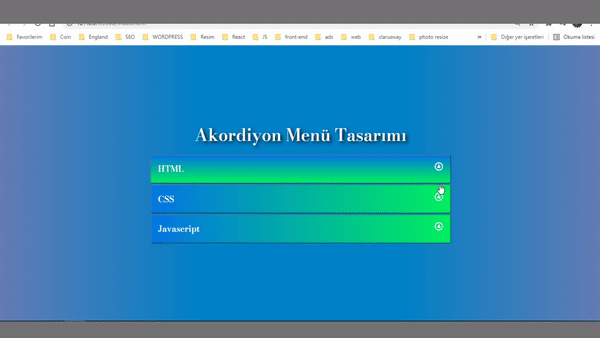 Favorilerim Coin England SEO WORDPRESS Resim React JS front-end ads web clarusway photo resize » Diğer yer işaretleri Okuma listesi
Akordiyon Menü Tasarımı
HTML
CSS
Javascript